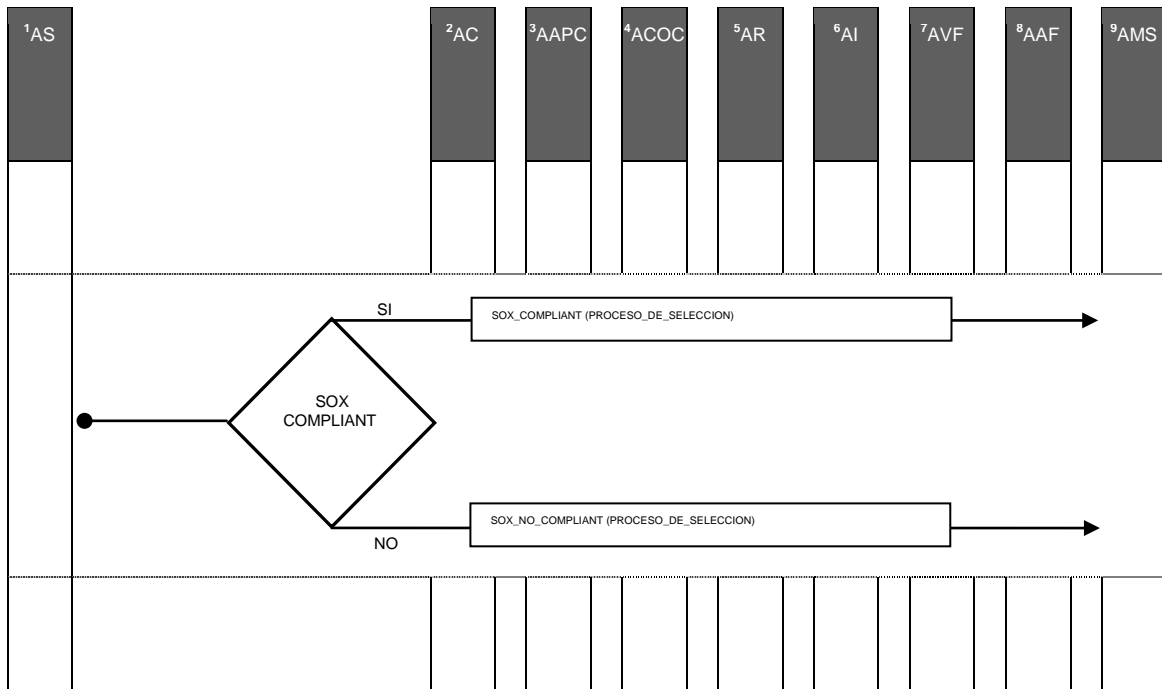 ¹AS ²AC ³AAPC ⁴ACOC ⁵AR ⁶AI ⁷AVF ⁸AAF ⁹AMS
SI
SOX_COMPLIANT (PROCESO_DE_SELECCION)
SOX
COMPLIANT
SOX_NO_COMPLIANT (PROCESO_DE_SELECCION)
NO